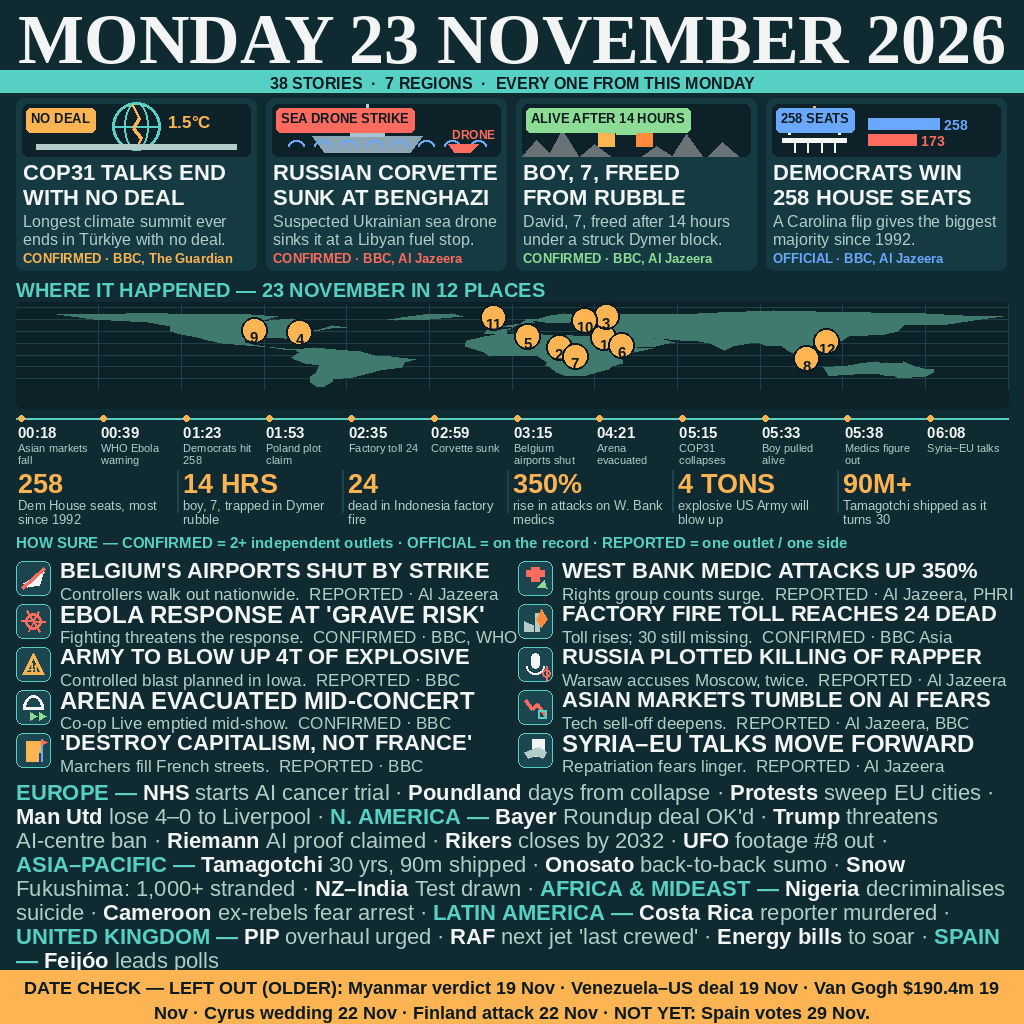 MONDAY 23 NOVEMBER 2026
38 STORIES · 7 REGIONS · EVERY ONE FROM THIS MONDAY
NO DEAL
1.5°C
COP31 TALKS END
WITH NO DEAL
Longest climate summit ever
ends in Türkiye with no deal.
CONFIRMED · BBC, The Guardian
SEA DRONE STRIKE
DRONE
RUSSIAN CORVETTE
SUNK AT BENGHAZI
Suspected Ukrainian sea drone
sinks it at a Libyan fuel stop.
CONFIRMED · BBC, Al Jazeera
ALIVE AFTER 14 HOURS
BOY, 7, FREED
FROM RUBBLE
David, 7, freed after 14 hours
under a struck Dymer block.
CONFIRMED · BBC, Al Jazeera
258 SEATS
258
173
DEMOCRATS WIN
258 HOUSE SEATS
A Carolina flip gives the biggest
majority since 1992.
OFFICIAL · BBC, Al Jazeera
WHERE IT HAPPENED — 23 NOVEMBER IN 12 PLACES
9
4
11
5
10
3
2
7
1
6
8
12
00:18
Asian markets
fall
00:39
WHO Ebola
warning
01:23
Democrats hit
258
01:53
Poland plot
claim
02:35
Factory toll 24
02:59
Corvette sunk
03:15
Belgium
airports shut
04:21
Arena
evacuated
05:15
COP31
collapses
05:33
Boy pulled
alive
05:38
Medics figure
out
06:08
Syria–EU talks
258
Dem House seats, most
since 1992
14 HRS
boy, 7, trapped in Dymer
rubble
24
dead in Indonesia factory
fire
350%
rise in attacks on W. Bank
medics
4 TONS
explosive US Army will
blow up
90M+
Tamagotchi shipped as it
turns 30
HOW SURE — CONFIRMED = 2+ independent outlets · OFFICIAL = on the record · REPORTED = one outlet / one side
BELGIUM'S AIRPORTS SHUT BY STRIKE
Controllers walk out nationwide. REPORTED · Al Jazeera
EBOLA RESPONSE AT 'GRAVE RISK'
Fighting threatens the response. CONFIRMED · BBC, WHO
ARMY TO BLOW UP 4T OF EXPLOSIVE
Controlled blast planned in Iowa. REPORTED · BBC
ARENA EVACUATED MID-CONCERT
Co-op Live emptied mid-show. CONFIRMED · BBC
'DESTROY CAPITALISM, NOT FRANCE'
Marchers fill French streets. REPORTED · BBC
WEST BANK MEDIC ATTACKS UP 350%
Rights group counts surge. REPORTED · Al Jazeera, PHRI
FACTORY FIRE TOLL REACHES 24 DEAD
Toll rises; 30 still missing. CONFIRMED · BBC Asia
RUSSIA PLOTTED KILLING OF RAPPER
Warsaw accuses Moscow, twice. REPORTED · Al Jazeera
ASIAN MARKETS TUMBLE ON AI FEARS
Tech sell-off deepens. REPORTED · Al Jazeera, BBC
SYRIA–EU TALKS MOVE FORWARD
Repatriation fears linger. REPORTED · Al Jazeera
EUROPE — NHS starts AI cancer trial · Poundland days from collapse · Protests sweep EU cities ·
Man Utd lose 4–0 to Liverpool · N. AMERICA — Bayer Roundup deal OK'd · Trump threatens
AI-centre ban · Riemann AI proof claimed · Rikers closes by 2032 · UFO footage #8 out ·
ASIA–PACIFIC — Tamagotchi 30 yrs, 90m shipped · Onosato back-to-back sumo · Snow
Fukushima: 1,000+ stranded · NZ–India Test drawn · AFRICA & MIDEAST — Nigeria decriminalises
suicide · Cameroon ex-rebels fear arrest · LATIN AMERICA — Costa Rica reporter murdered ·
UNITED KINGDOM — PIP overhaul urged · RAF next jet 'last crewed' · Energy bills to soar · SPAIN
— Feijóo leads polls
DATE CHECK — LEFT OUT (OLDER): Myanmar verdict 19 Nov · Venezuela–US deal 19 Nov · Van Gogh $190.4m 19
Nov · Cyrus wedding 22 Nov · Finland attack 22 Nov · NOT YET: Spain votes 29 Nov.